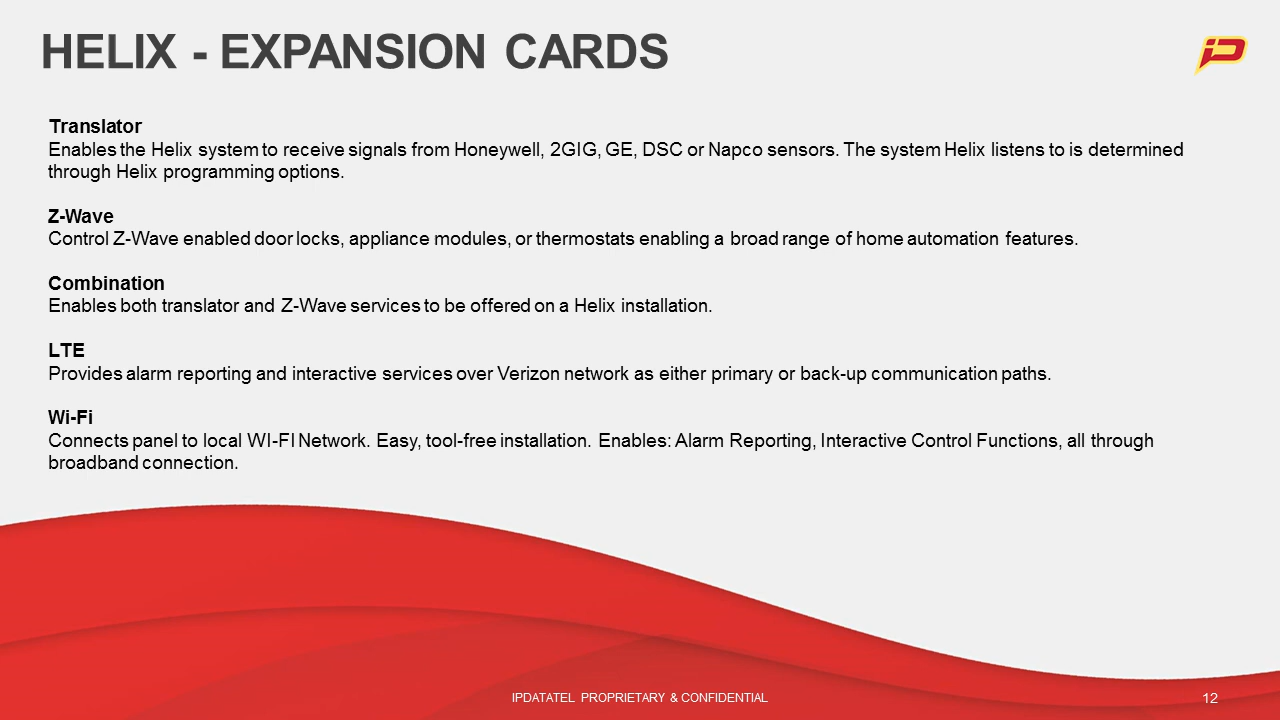 HELIX - EXPANSION CARDS
Translator
Enables the Helix system to receive signals from Honeywell, 2GIG, GE, DSC or Napco sensors. The system Helix listens to is determined
through Helix programming options.
Z-Wave
Control Z-Wave enabled door locks, appliance modules, or thermostats enabling a broad range of home automation features.
Combination
Enables both translator and Z-Wave services to be offered on a Helix installation.
LTE
Provides alarm reporting and interactive services over Verizon network as either primary or back-up communication paths.
Wi-Fi
Connects panel to local WI-FI Network. Easy, tool-free installation. Enables: Alarm Reporting, Interactive Control Functions, all through
broadband connection.
IPDATATEL PROPRIETARY & CONFIDENTIAL
12